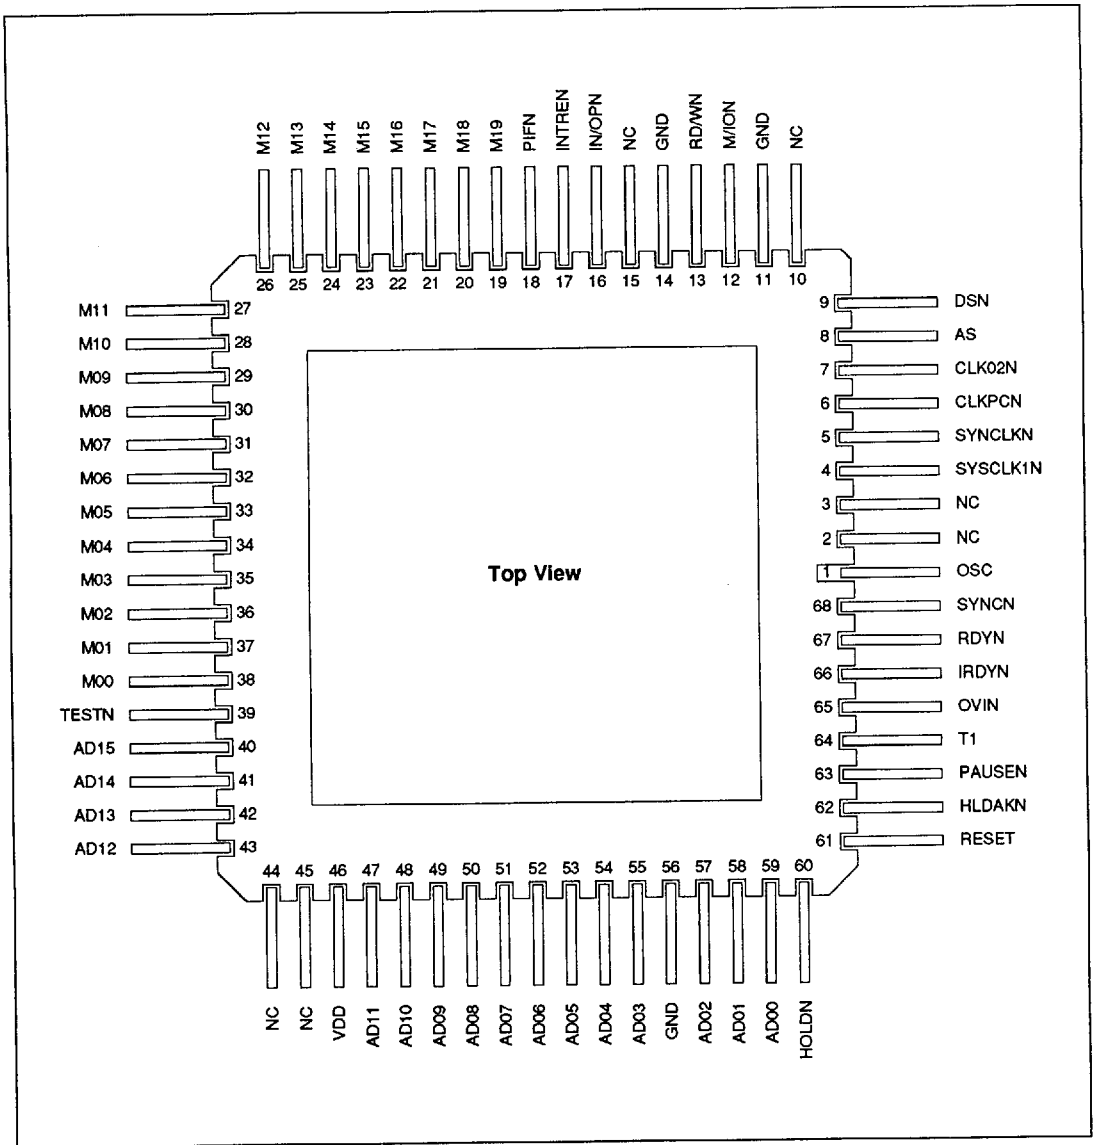 M12 M13 M14 M15 M16 M17 M18 M19 PIFN INTREN IN/OPN NC GND RD/WN M/ION GND NC
26 25 24 23 22 21 20 19 18 17 16 15 14 13 12 11 10
M11 27
M10 28
M09 29
M08 30
M07 31
M06 32
M05 33
M04 34
M03 35
M02 36
M01 37
M00 38
TESTN 39
AD15 40
AD14 41
AD13 42
AD12 43
Top View
9 DSN
8 AS
7 CLK02N
6 CLKPCN
5 SYNCLKN
4 SYSCLK1N
3 NC
2 NC
1 OSC
68 SYNCN
67 RDYN
66 IRDYN
65 OVIN
64 T1
63 PAUSEN
62 HLDAKN
61 RESET
44 45 46 47 48 49 50 51 52 53 54 55 56 57 58 59 60
NC NC VDD AD11 AD10 AD09 AD08 AD07 AD06 AD05 AD04 AD03 GND AD02 AD01 AD00 HOLDN